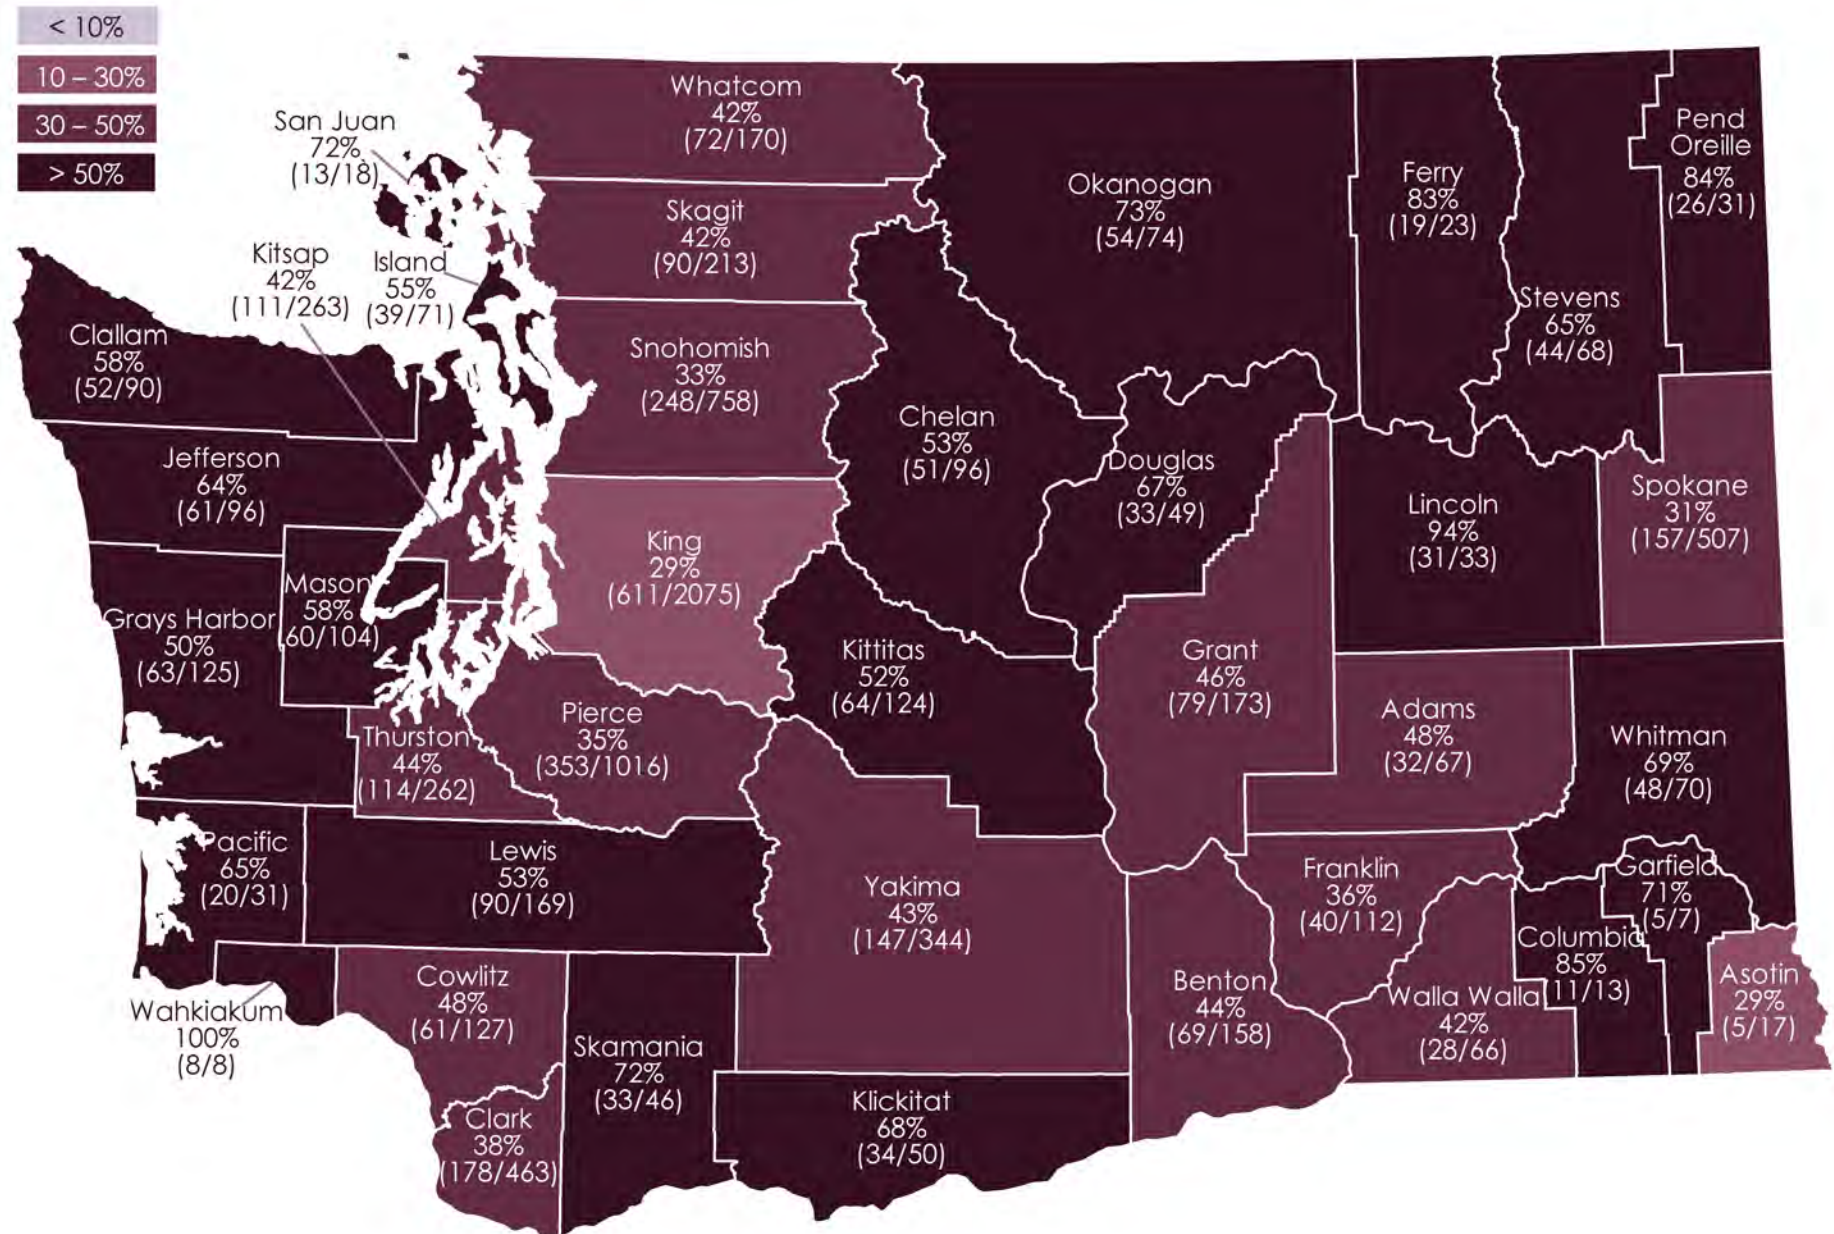 < 10%
10 – 30%
30 – 50%
> 50%
Whatcom
42%
(72/170)
San Juan
72%
(13/18)
Skagit
42%
(90/213)
Kitsap
42%
(111/263)
Island
55%
(39/71)
Okanogan
73%
(54/74)
Ferry
83%
(19/23)
Pend
Oreille
84%
(26/31)
Stevens
65%
(44/68)
Clallam
58%
(52/90)
Snohomish
33%
(248/758)
Chelan
53%
(51/96)
Douglas
67%
(33/49)
Jefferson
64%
(61/96)
Lincoln
94%
(31/33)
Spokane
31%
(157/507)
King
29%
(611/2075)
Mason
58%
(60/104)
Grays Harbor
50%
(63/125)
Kittitas
52%
(64/124)
Grant
46%
(79/173)
Adams
48%
(32/67)
Whitman
69%
(48/70)
Pierce
35%
(353/1016)
Thurston
44%
(114/262)
Pacific
65%
(20/31)
Lewis
53%
(90/169)
Yakima
43%
(147/344)
Franklin
36%
(40/112)
Garfield
71%
(5/7)
Columbia
85%
(11/13)
Asotin
29%
(5/17)
Wahkiakum
100%
(8/8)
Cowlitz
48%
(61/127)
Benton
44%
(69/158)
Walla Walla
42%
(28/66)
Skamania
72%
(33/46)
Klickitat
68%
(34/50)
Clark
38%
(178/463)